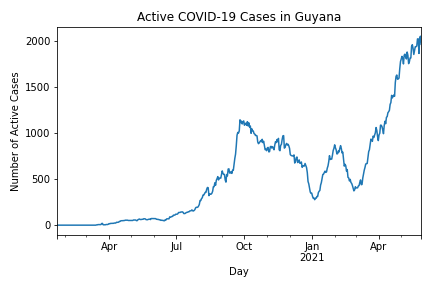 Active COVID-19 Cases in Guyana
2000
1500
1000
500
0
Number of Active Cases
Apr
Jul
Oct
Jan
2021
Apr
Day